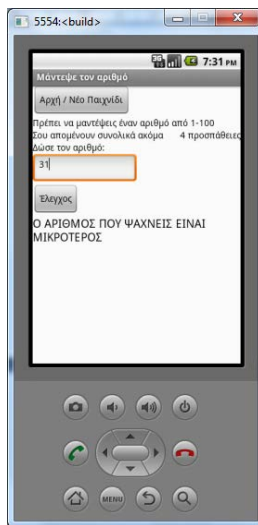 5554:<build>
7:31 PM
Μάντεψε τον αριθμό
Αρχή / Νέο Παιχνίδι
Πρέπει να μαντέψεις έναν αριθμό από 1-100
Σου απομένουν συνολικά ακόμα 4 προσπάθειες
Δώσε τον αριθμό:
31
Έλεγχος
Ο ΑΡΙΘΜΟΣ ΠΟΥ ΨΑΧΝΕΙΣ ΕΙΝΑΙ
ΜΙΚΡΟΤΕΡΟΣ
MENU